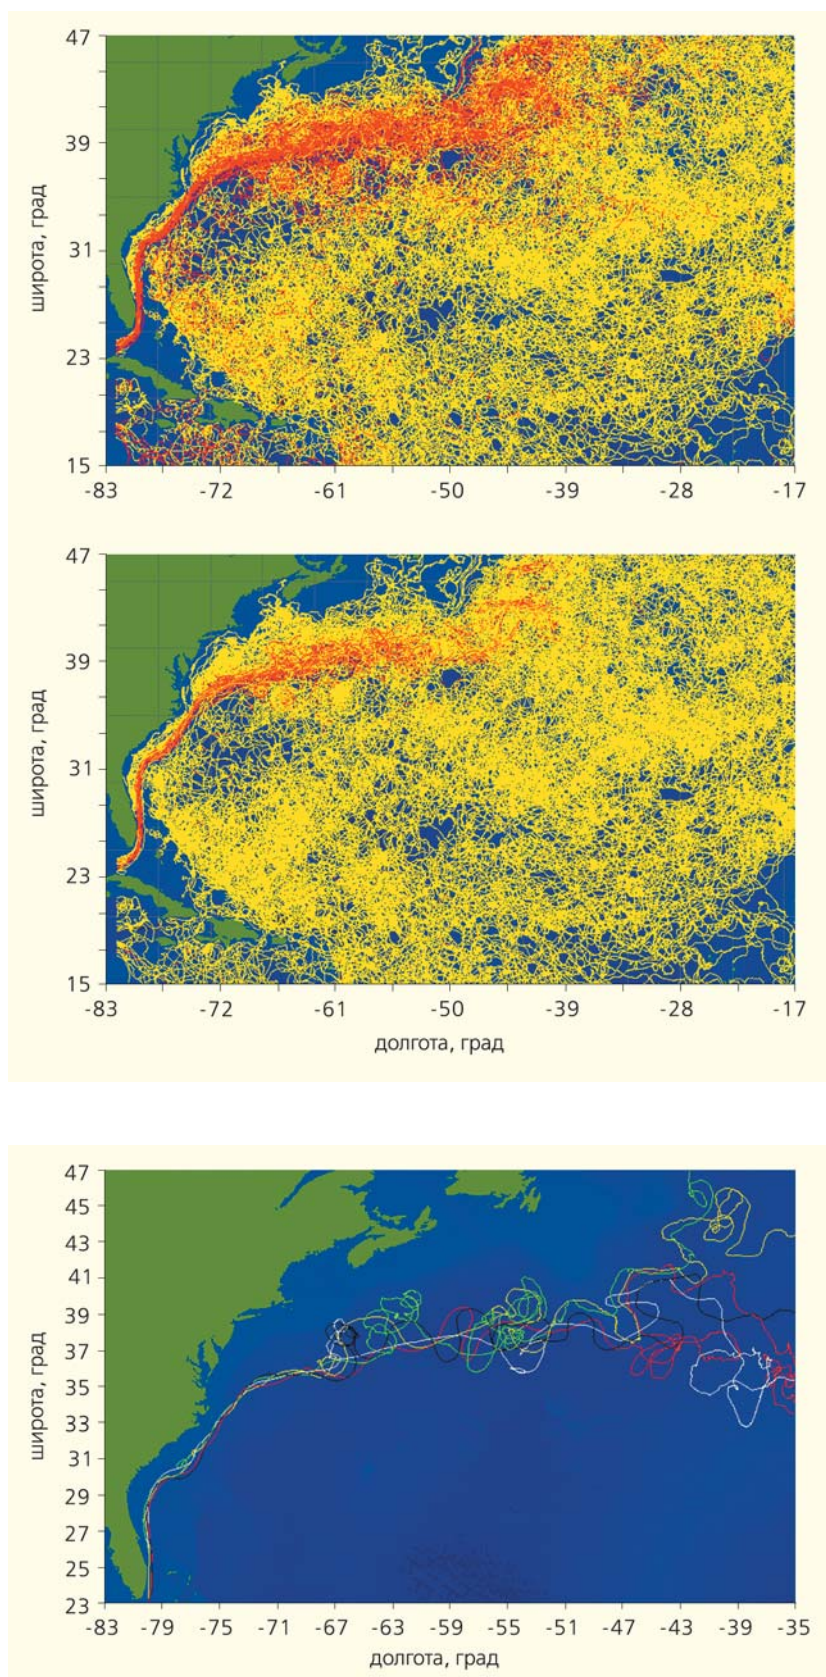 47
39
31
23
15
широта, град
-83 -72 -61 -50 -39 -28 -17
47
39
31
23
15
широта, град
-83 -72 -61 -50 -39 -28 -17
долгота, град
47
45
43
41
39
37
35
33
31
29
27
25
23
широта, град
-83 -79 -75 -71 -67 -63 -59 -55 -51 -47 -43 -39 -35
долгота, град